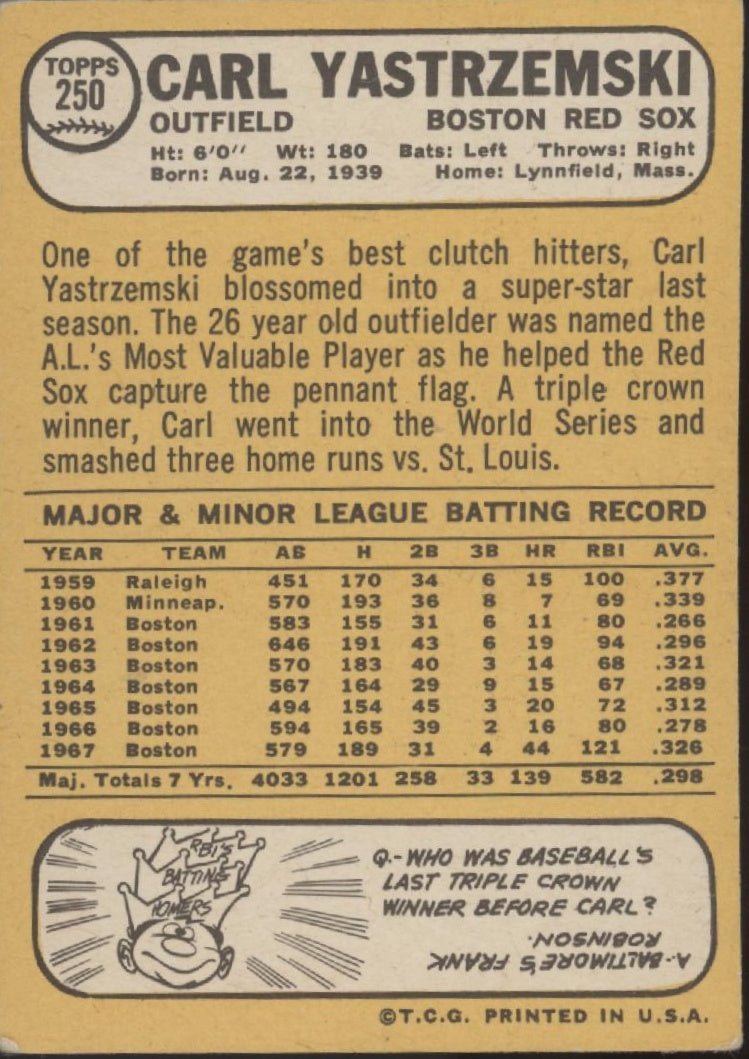 TOPPS
250
CARL YASTRZEMSKI
OUTFIELD BOSTON RED SOX
Ht: 6'0" Wt: 180 Bats: Left Throws: Right
Born: Aug. 22, 1939 Home: Lynnfield, Mass.
One of the game's best clutch hitters, Carl
Yastrzemski blossomed into a super-star last
season. The 26 year old outfielder was named the
A.L.'s Most Valuable Player as he helped the Red
Sox capture the pennant flag. A triple crown
winner, Carl went into the World Series and
smashed three home runs vs. St. Louis.
MAJOR & MINOR LEAGUE BATTING RECORD
YEAR TEAM AB H 2B 3B HR RBI AVG.
1959 Raleigh 451 170 34 6 15 100 .377
1960 Minneap. 570 193 36 8 7 69 .339
1961 Boston 583 155 31 6 11 80 .266
1962 Boston 646 191 43 6 19 94 .296
1963 Boston 570 183 40 3 14 68 .321
1964 Boston 567 164 29 9 15 67 .289
1965 Boston 494 154 45 3 20 72 .312
1966 Boston 594 165 39 2 16 80 .278
1967 Boston 579 189 31 4 44 121 .326
Maj. Totals 7 Yrs. 4033 1201 258 33 139 582 .298
RBI'S
BATTING
HOMERS
Q.-WHO WAS BASEBALL'S
LAST TRIPLE CROWN
WINNER BEFORE CARL?
A-BALTIMORE'S FRANK
ROBINSON.
©T.C.G. PRINTED IN U.S.A.